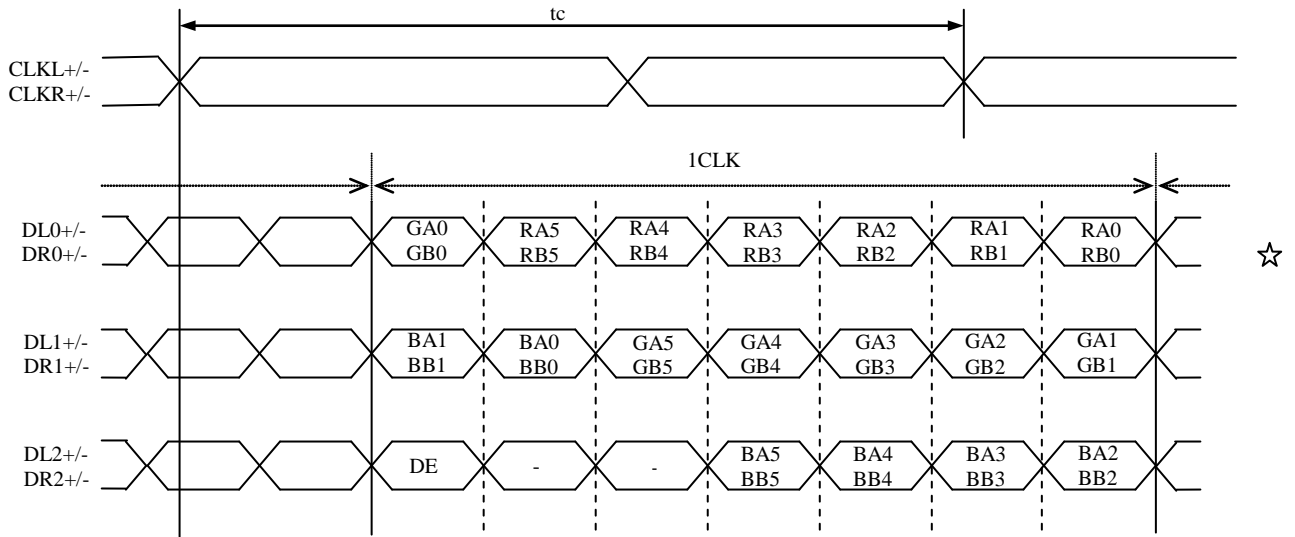 tc
CLKL+/-
CLKR+/-
1CLK
DL0+/-
DR0+/-
GA0 RA5 RA4 RA3 RA2 RA1 RA0
GB0 RB5 RB4 RB3 RB2 RB1 RB0
DL1+/-
DR1+/-
BA1 BA0 GA5 GA4 GA3 GA2 GA1
BB1 BB0 GB5 GB4 GB3 GB2 GB1
DL2+/-
DR2+/-
DE - - BA5 BA4 BA3 BA2
BB5 BB4 BB3 BB2